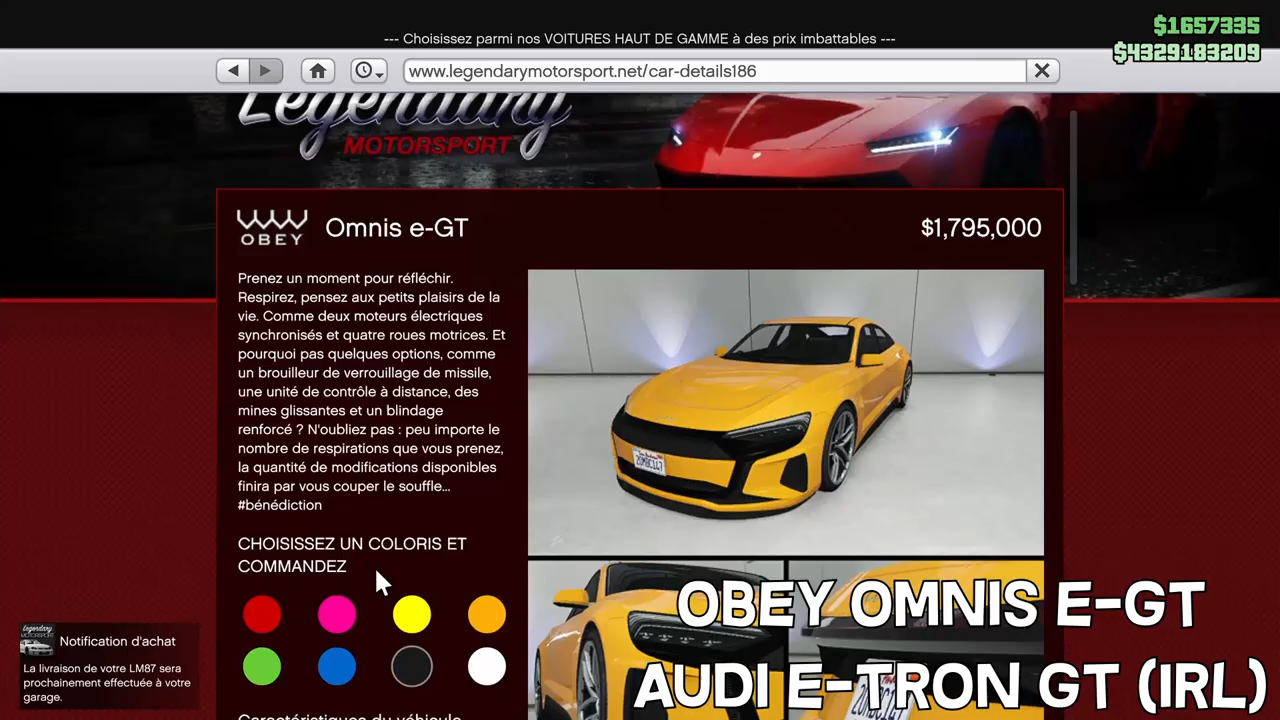 $1657335
$4329183209
--- Choisissez parmi nos VOITURES HAUT DE GAMME à des prix imbattables ---
www.legendarymotorsport.net/car-details186
Legendary
MOTORSPORT
OBEY
Omnis e-GT
$1,795,000
Prenez un moment pour réfléchir.
Respirez, pensez aux petits plaisirs de la
vie. Comme deux moteurs électriques
synchronisés et quatre roues motrices. Et
pourquoi pas quelques options, comme
un brouilleur de verrouillage de missile,
une unité de contrôle à distance, des
mines glissantes et un blindage
renforcé ? N'oubliez pas : peu importe le
nombre de respirations que vous prenez,
la quantité de modifications disponibles
finira par vous couper le souffle...
#bénédiction
20MBC147
CHOISISSEZ UN COLORIS ET
COMMANDEZ
Legendary
MOTORSPORT
Notification d'achat
La livraison de votre LM87 sera
prochainement effectuée à votre
garage.
Caractéristiques du véhicule
OBEY OMNIS E-GT
AUDI E-TRON GT (IRL)